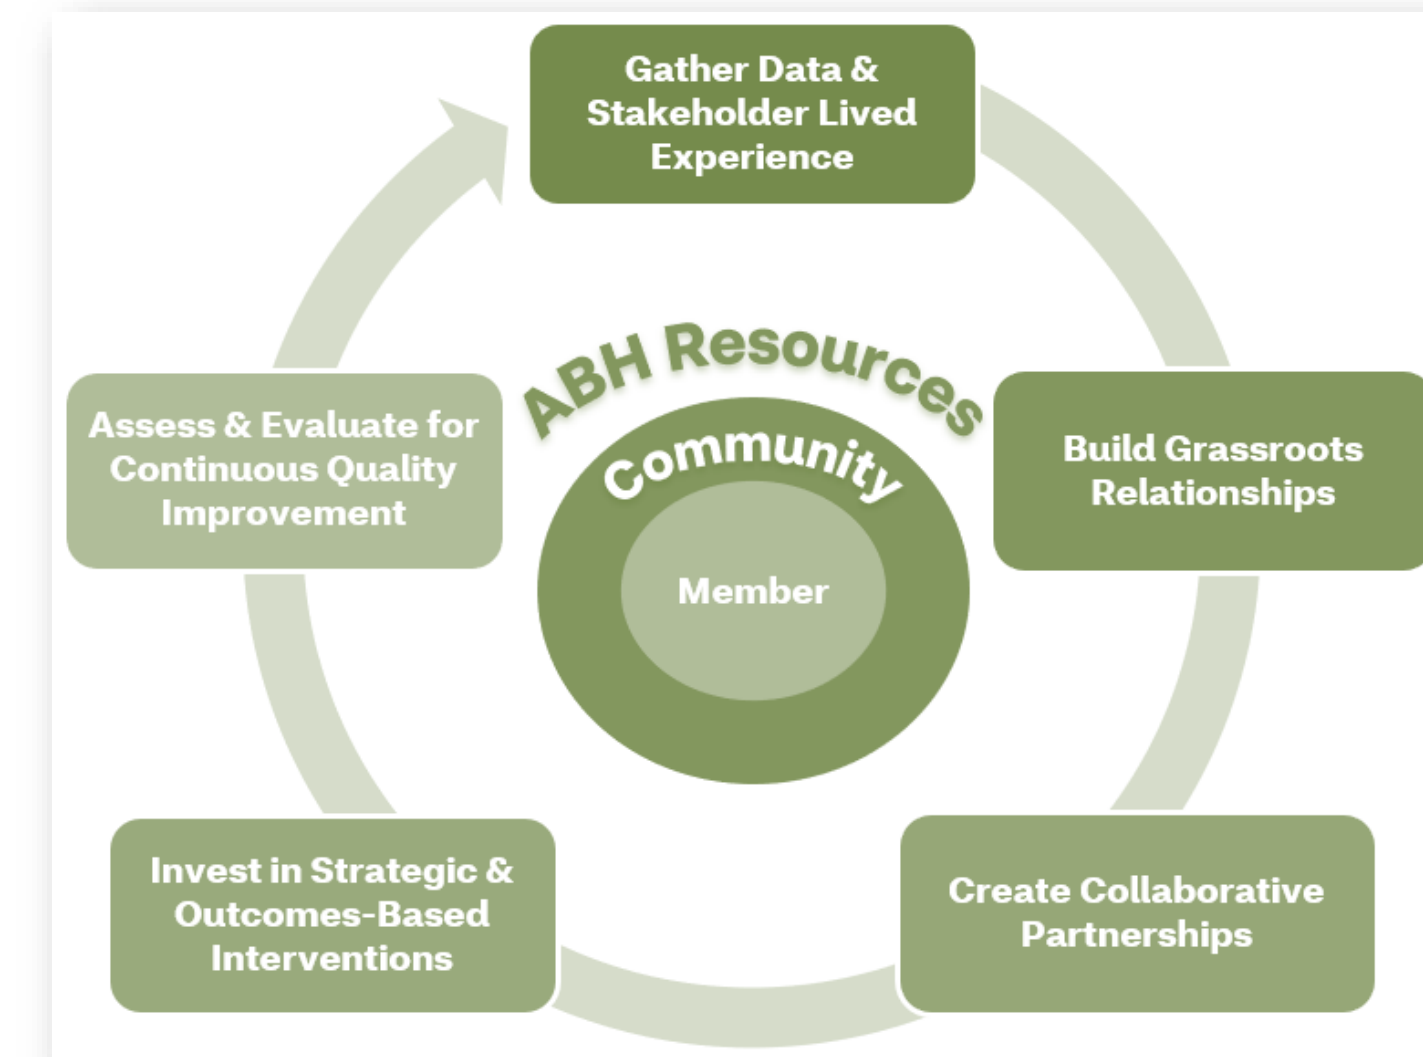 Gather Data &
Stakeholder Lived
Experience
ABH Resources
Community
Member
Build Grassroots
Relationships
Create Collaborative
Partnerships
Invest in Strategic &
Outcomes-Based
Interventions
Assess & Evaluate for
Continuous Quality
Improvement